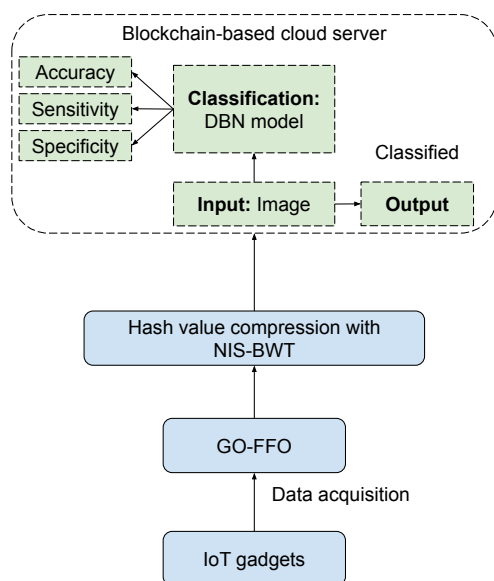 Blockchain-based cloud server
Accuracy
Sensitivity
Specificity
Classification:
DBN model
Classified
Input: Image
Output
Hash value compression with
NIS-BWT
GO-FFO
Data acquisition
IoT gadgets